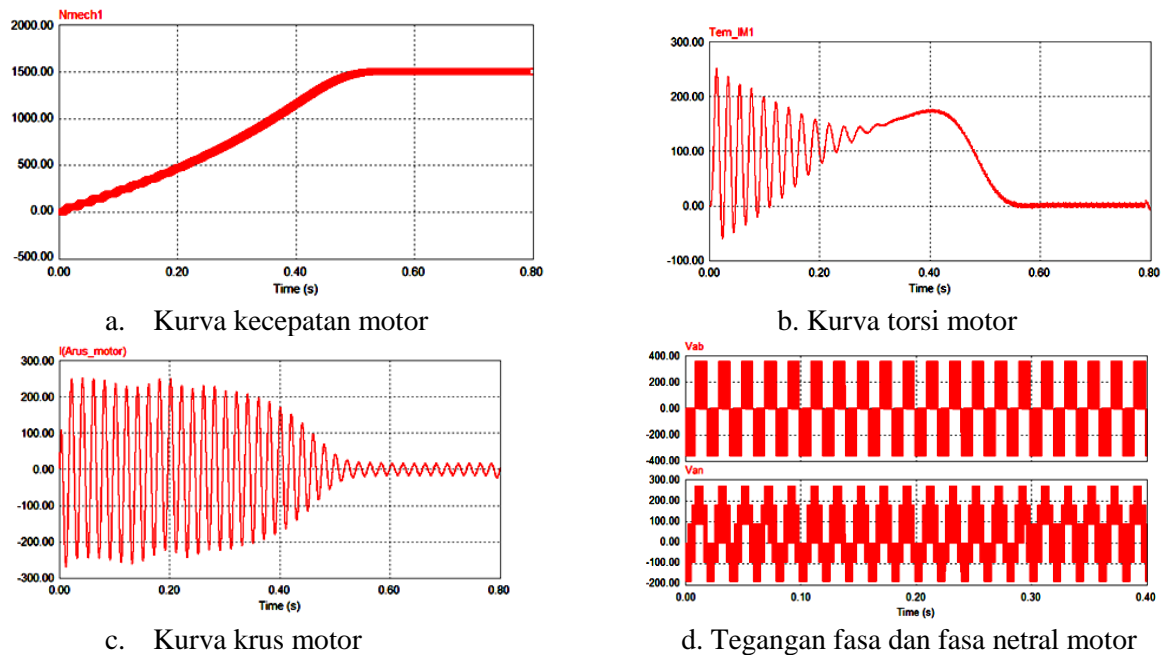 Nmech1
2000.00
1500.00
1000.00
500.00
0.00
-500.00
0.00 0.20 0.40 0.60 0.80
Time (s)
a. Kurva kecepatan motor
Tem_IM1
300.00
200.00
100.00
0.00
-100.00
0.00 0.20 0.40 0.60 0.80
Time (s)
b. Kurva torsi motor
I(Arus_motor)
300.00
200.00
100.00
0.00
-100.00
-200.00
-300.00
0.00 0.20 0.40 0.60 0.80
Time (s)
c. Kurva krus motor
Vab
400.00
200.00
0.00
-200.00
-400.00
Van
300.00
200.00
100.00
0.00
-100.00
-200.00
0.00 0.10 0.20 0.30 0.40
Time (s)
d. Tegangan fasa dan fasa netral motor